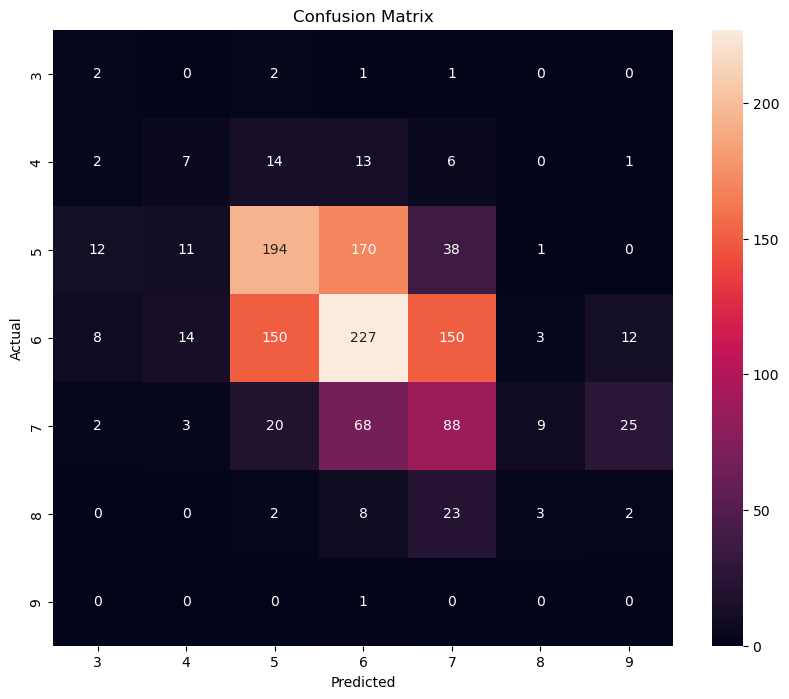 Confusion Matrix
3 2 0 2 1 1 0 0
4 2 7 14 13 6 0 1
5 12 11 194 170 38 1 0
6 8 14 150 227 150 3 12
7 2 3 20 68 88 9 25
8 0 0 2 8 23 3 2
9 0 0 0 1 0 0 0
3 4 5 6 7 8 9
Predicted
Actual
200
150
100
50
0